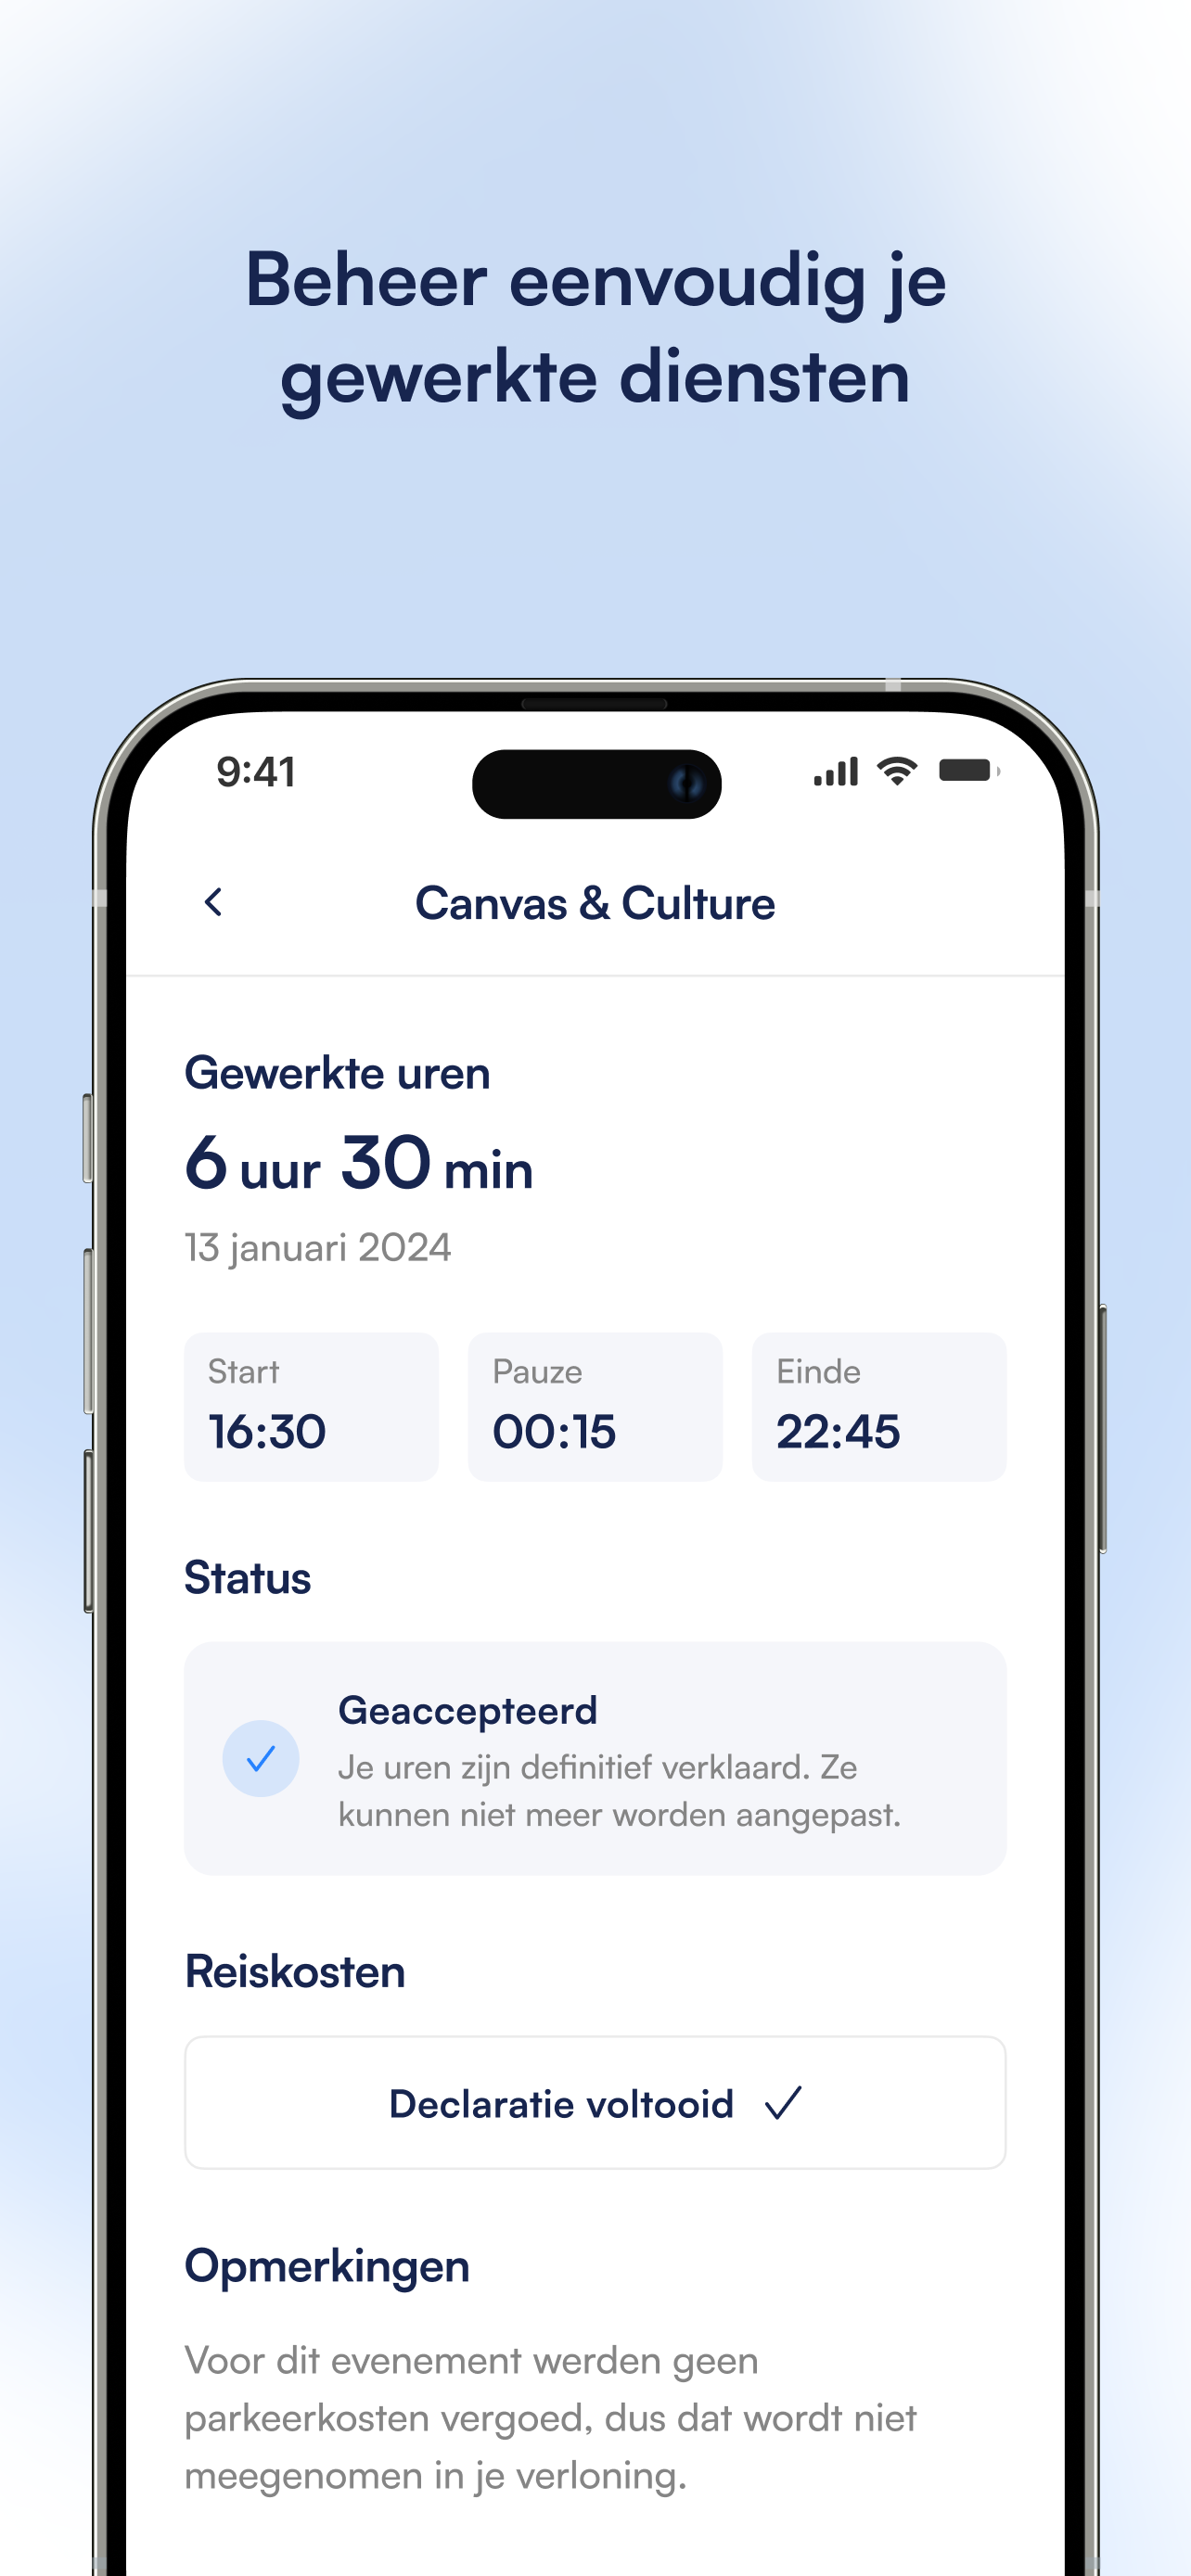 Beheer eenvoudig je
gewerkte diensten
9:41
Canvas & Culture
Gewerkte uren
6 uur 30 min
13 januari 2024
Start Pauze Einde
16:30 00:15 22:45
Status
Geaccepteerd
Je uren zijn definitief verklaard. Ze
kunnen niet meer worden aangepast.
Reiskosten
Declaratie voltooid
Opmerkingen
Voor dit evenement werden geen
parkeerkosten vergoed, dus dat wordt niet
meegenomen in je verloning.